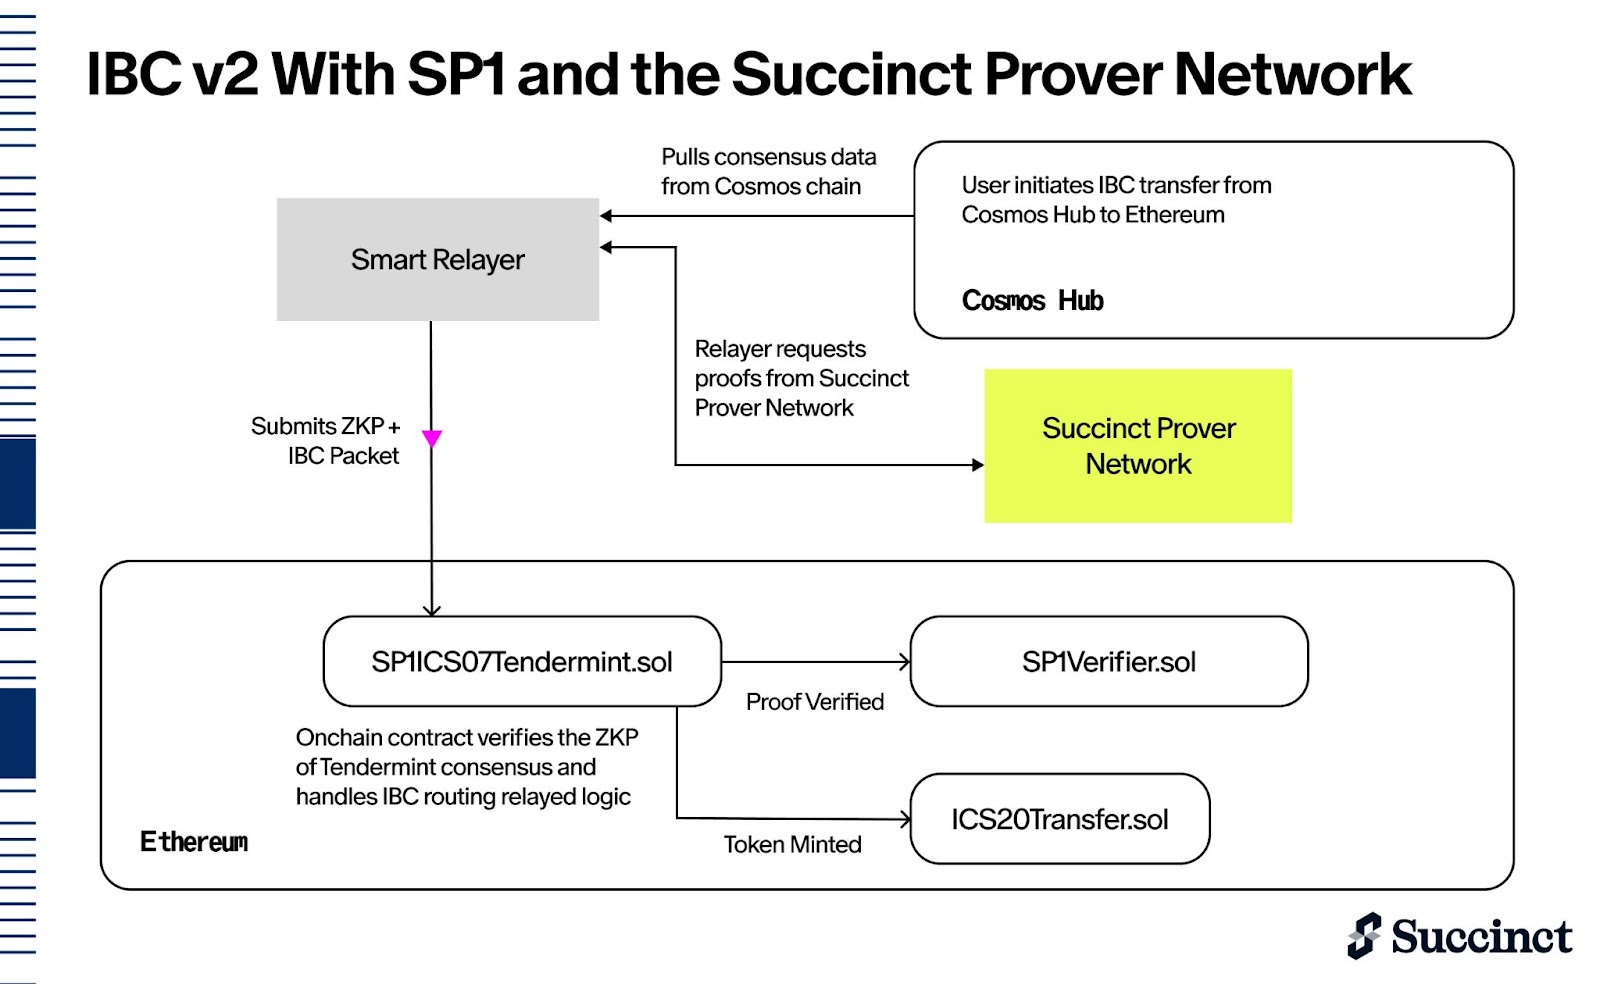 IBC v2 With SP1 and the Succinct Prover Network
Pulls consensus data
from Cosmos chain
User initiates IBC transfer from
Cosmos Hub to Ethereum
Cosmos Hub
Smart Relayer
Relayer requests
proofs from Succinct
Prover Network
Succinct Prover
Network
Submits ZKP +
IBC Packet
SP1ICS07Tendermint.sol
SP1Verifier.sol
Proof Verified
Onchain contract verifies the ZKP
of Tendermint consensus and
handles IBC routing relayed logic
ICS20Transfer.sol
Token Minted
Ethereum
Succinct